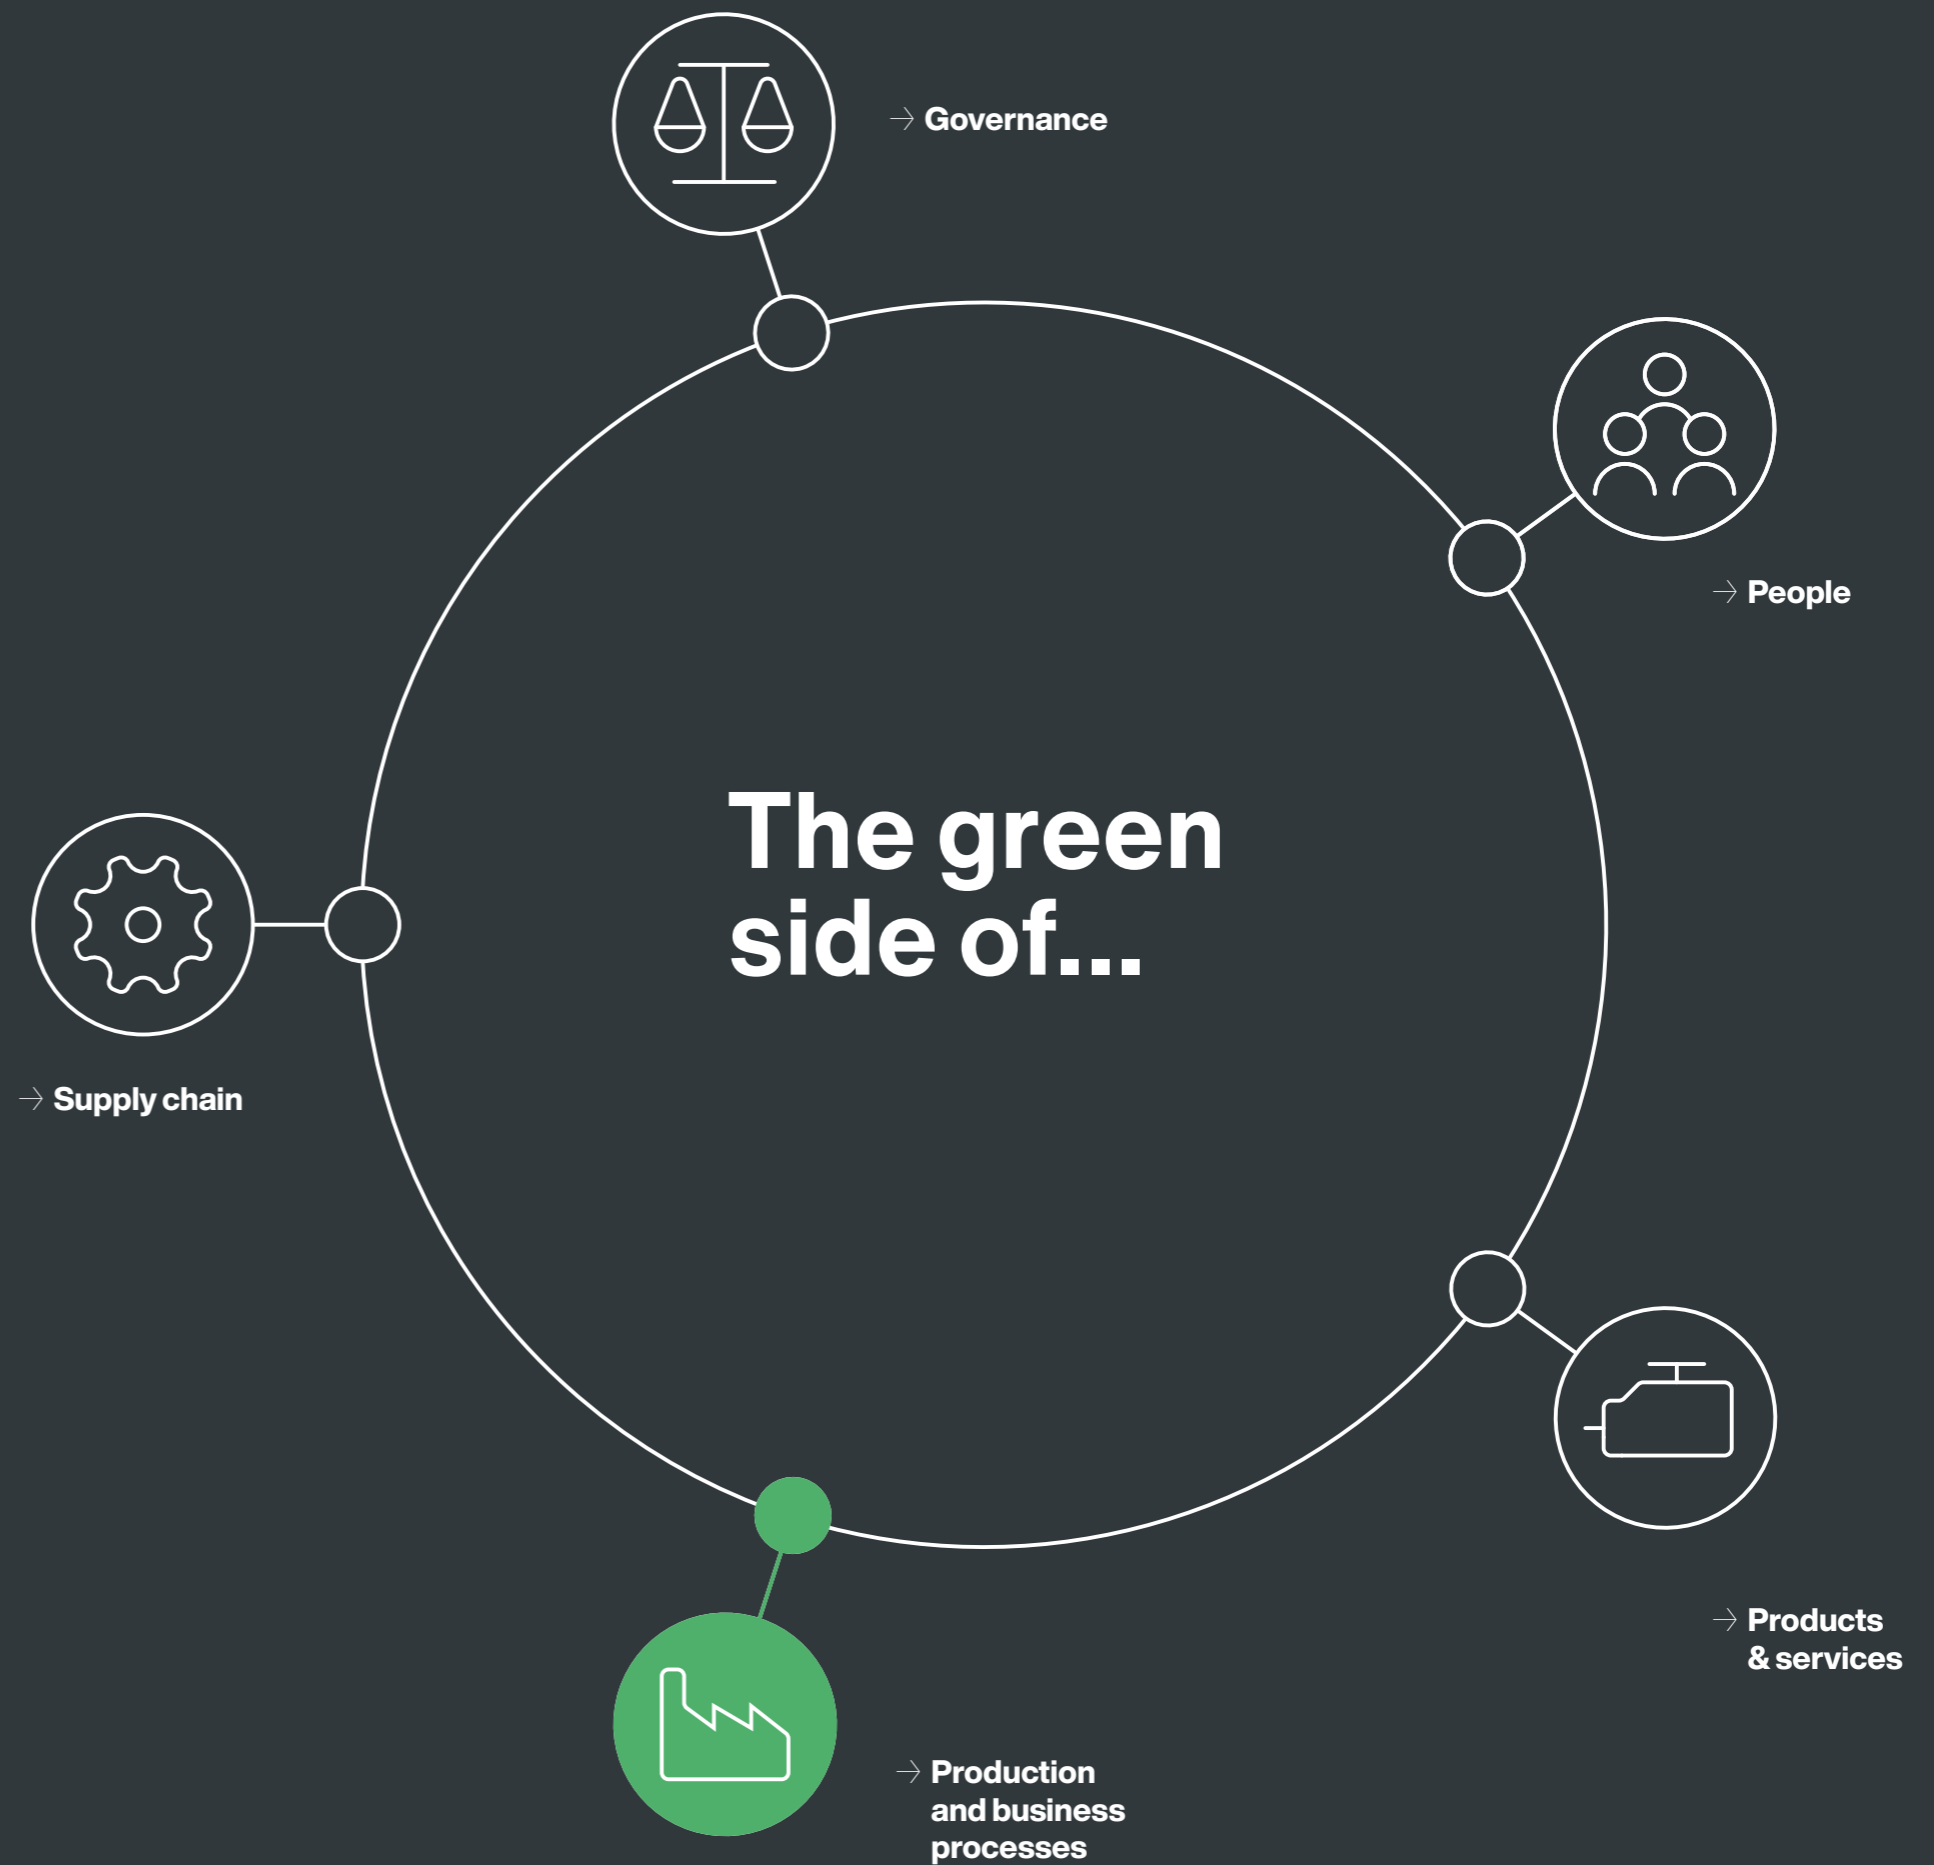 → Governance
→ People
The green
side of...
→ Supply chain
→ Products
& services
→ Production
and business
processes